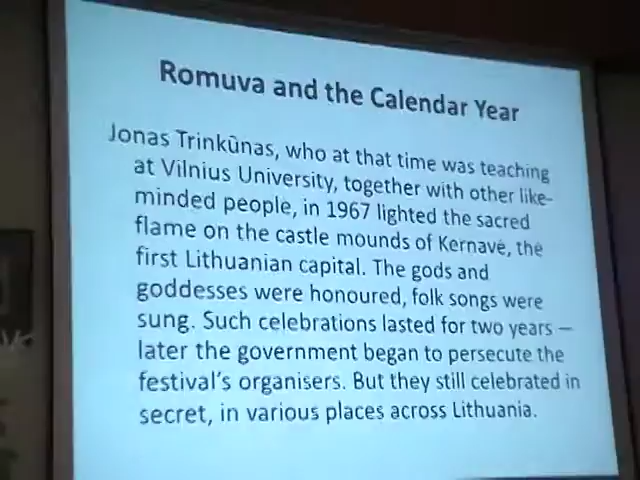 Romuva and the Calendar Year
Jonas Trinkūnas, who at that time was teaching
at Vilnius University, together with other like-
minded people, in 1967 lighted the sacred
flame on the castle mounds of Kernavė, the
first Lithuanian capital. The gods and
goddesses were honoured, folk songs were
sung. Such celebrations lasted for two years –
later the government began to persecute the
festival's organisers. But they still celebrated in
secret, in various places across Lithuania.